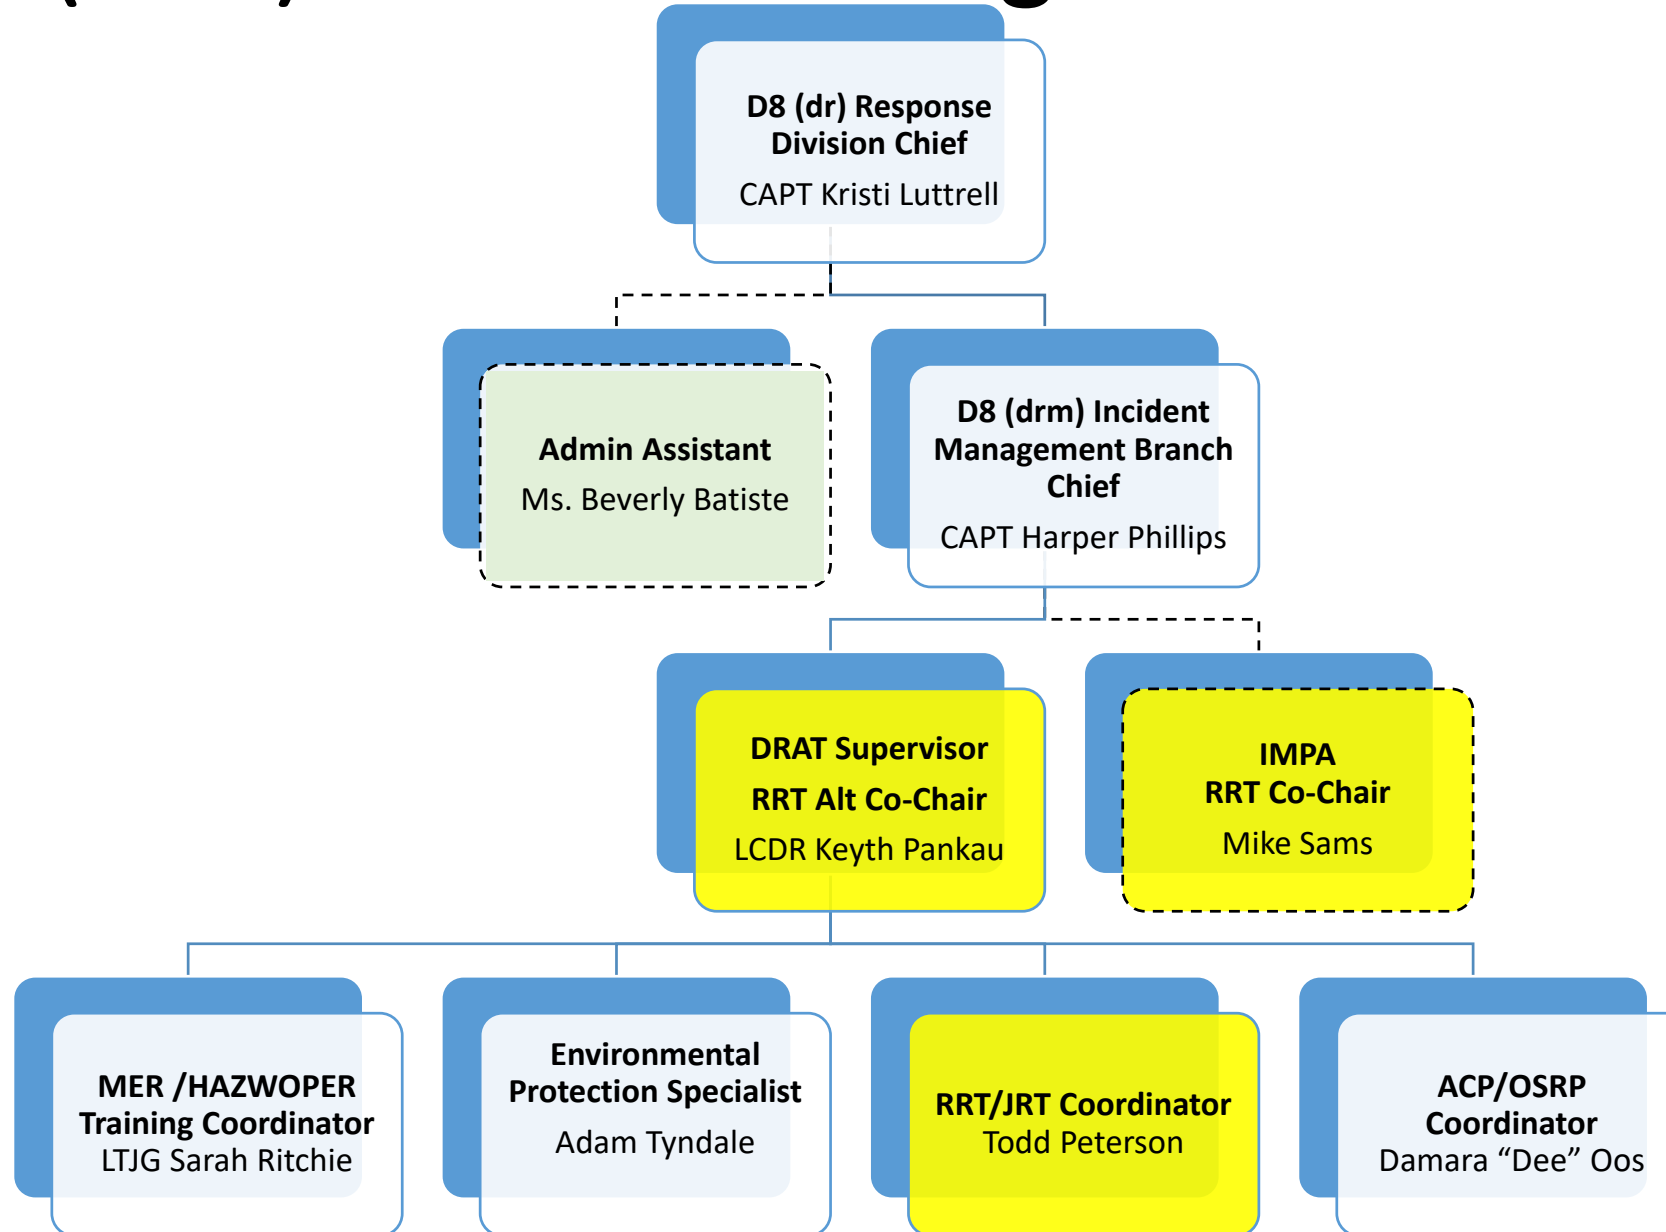 D8 (dr) Response
Division Chief
CAPT Kristi Luttrell
Admin Assistant
Ms. Beverly Batiste
D8 (drm) Incident
Management Branch
Chief
CAPT Harper Phillips
DRAT Supervisor
RRT Alt Co-Chair
LCDR Keyth Pankau
IMPA
RRT Co-Chair
Mike Sams
MER /HAZWOPER
Training Coordinator
LTJG Sarah Ritchie
Environmental
Protection Specialist
Adam Tyndale
RRT/JRT Coordinator
Todd Peterson
ACP/OSRP
Coordinator
Damara “Dee” Oos